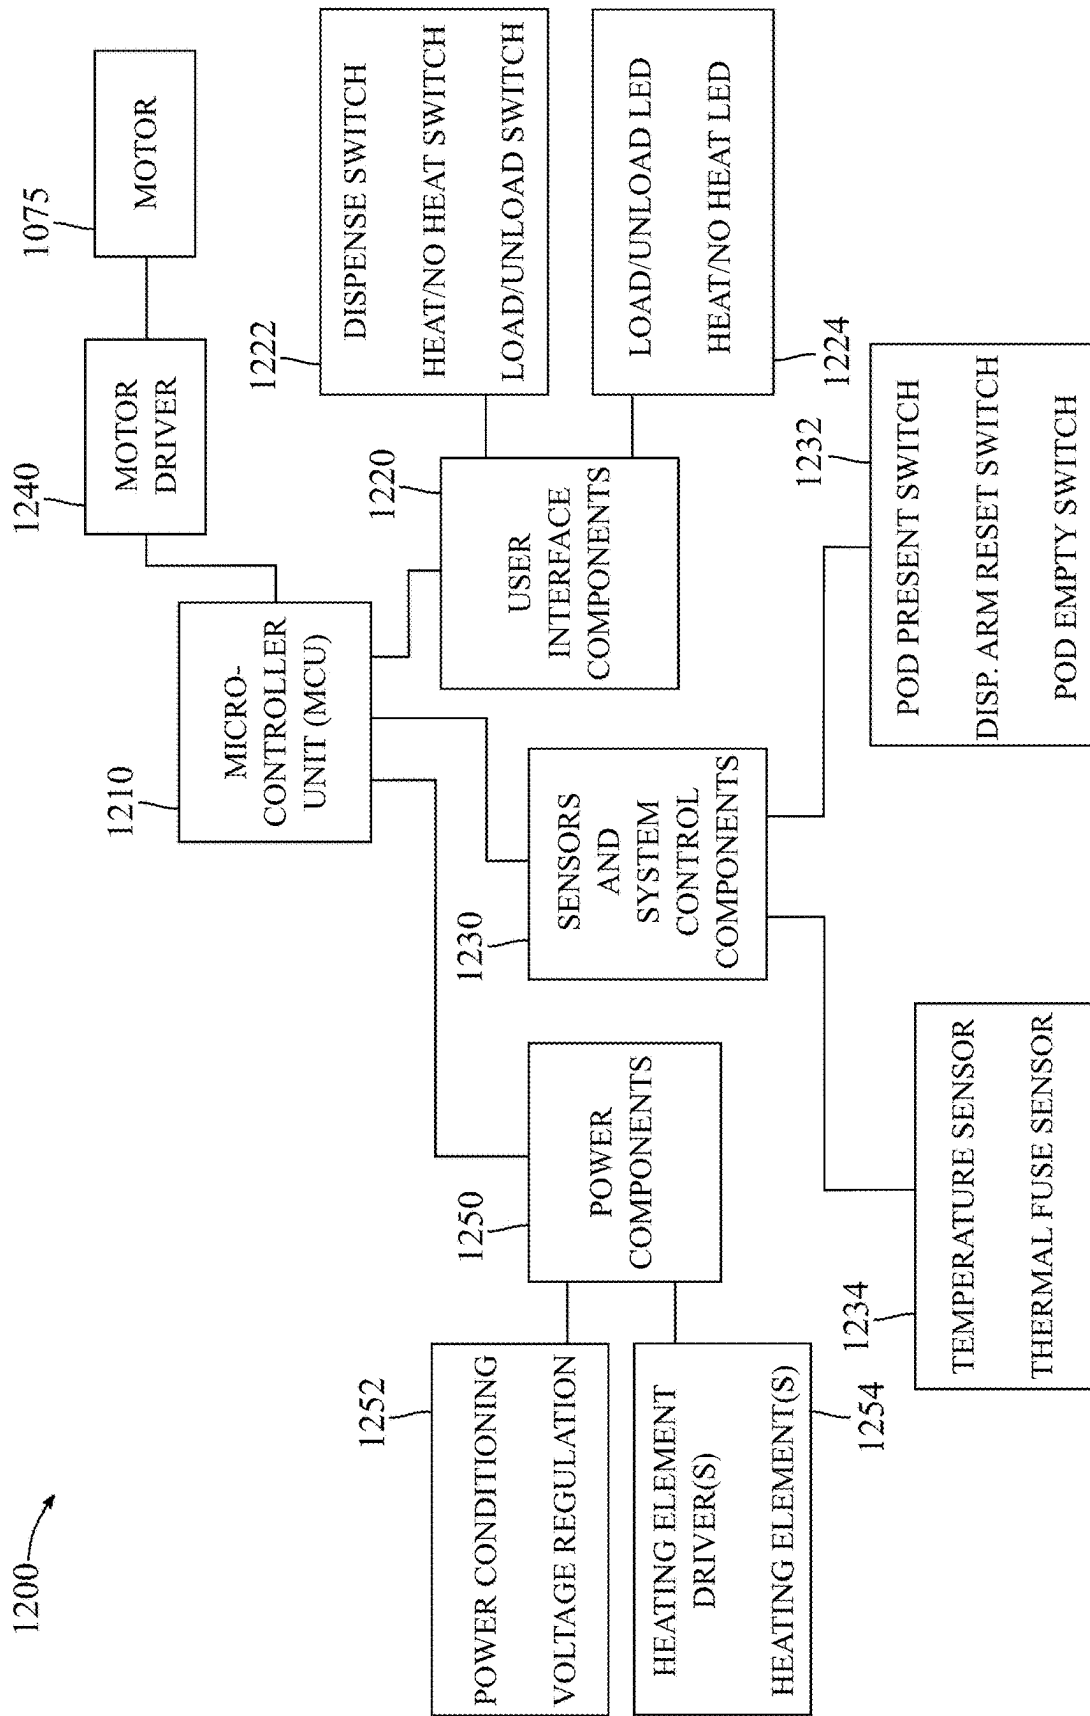 1200
1210
MICRO-
CONTROLLER
UNIT (MCU)
1240
MOTOR
DRIVER
1075
MOTOR
1250
POWER
COMPONENTS
1252
POWER CONDITIONING
VOLTAGE REGULATION
1254
HEATING ELEMENT
DRIVER(S)
HEATING ELEMENT(S)
1230
SENSORS
AND
SYSTEM
CONTROL
COMPONENTS
1234
TEMPERATURE SENSOR
THERMAL FUSE SENSOR
1232
POD PRESENT SWITCH
DISP. ARM RESET SWITCH
POD EMPTY SWITCH
1220
USER
INTERFACE
COMPONENTS
1222
DISPENSE SWITCH
HEAT/NO HEAT SWITCH
LOAD/UNLOAD SWITCH
1224
LOAD/UNLOAD LED
HEAT/NO HEAT LED